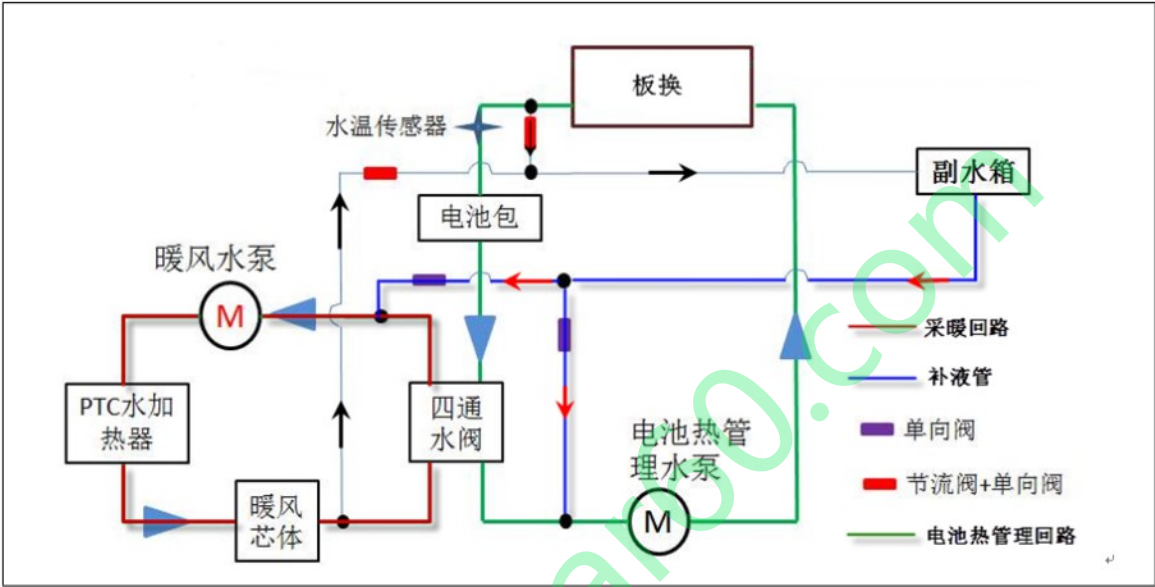 板换
水温传感器
副水箱
电池包
暖风水泵
M
采暖回路
补液管
PTC水加
热器
四通
水阀
电池热管
理水泵
单向阀
节流阀+单向阀
暖风
芯体
M
电池热管理回路